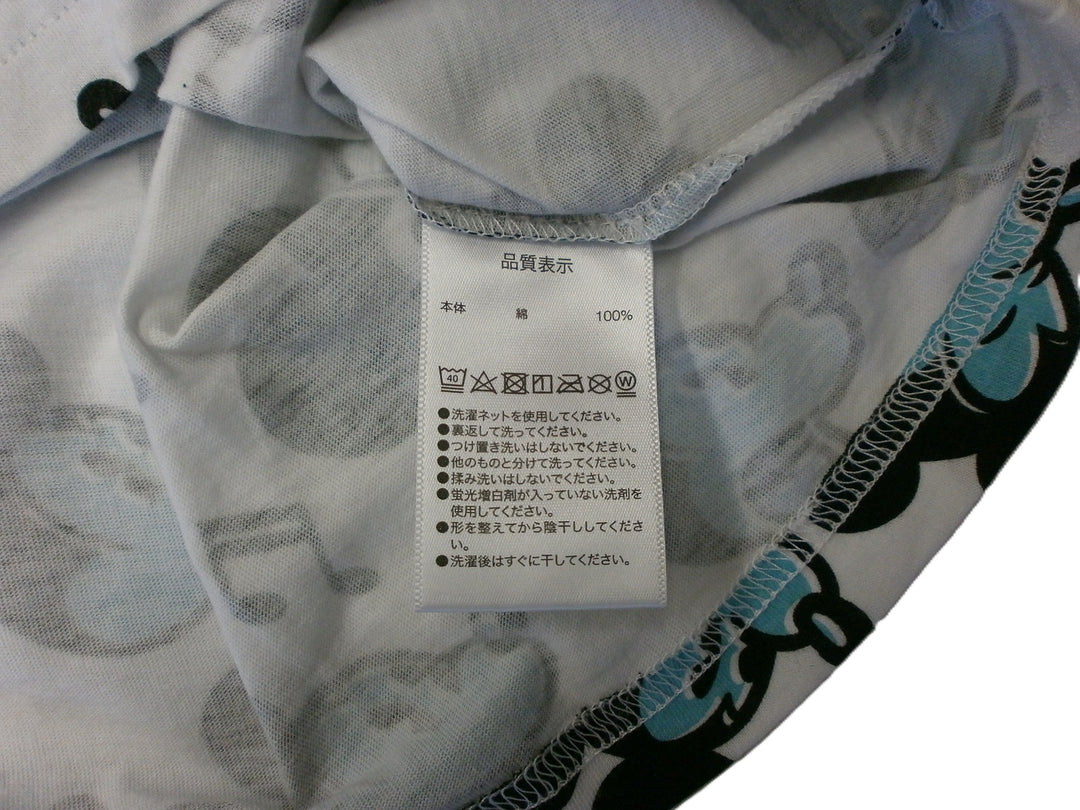 品質表示
本体 綿 100%
40 W
●洗濯ネットを使用してください。
●裏返して洗ってください。
●つけ置き洗いはしないでください。
●他のものと分けて洗ってください。
●揉み洗いはしないでください。
●蛍光増白剤が入っていない洗剤を
使用してください。
●形を整えてから陰干ししてくださ
い。
●洗濯後はすぐに干してください。